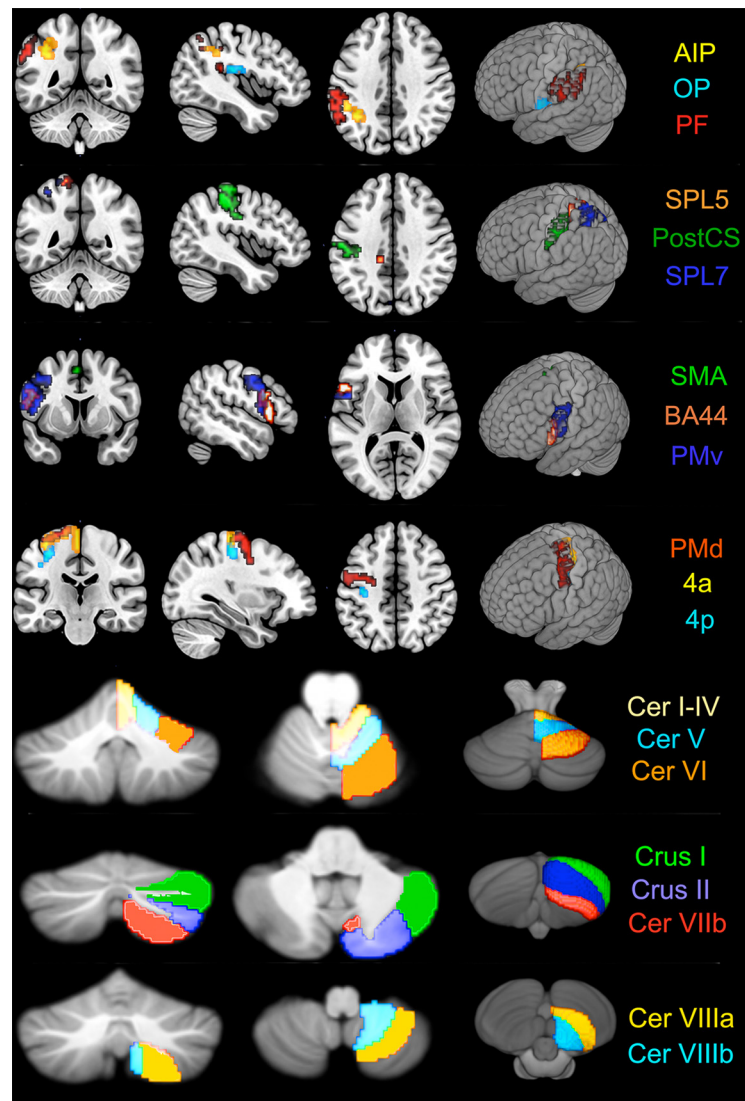 AIP
OP
PF
SPL5
PostCS
SPL7
SMA
BA44
PMv
PMd
4a
4p
Cer I-IV
Cer V
Cer VI
Crus I
Crus II
Cer VIIb
Cer VIIIa
Cer VIIIb